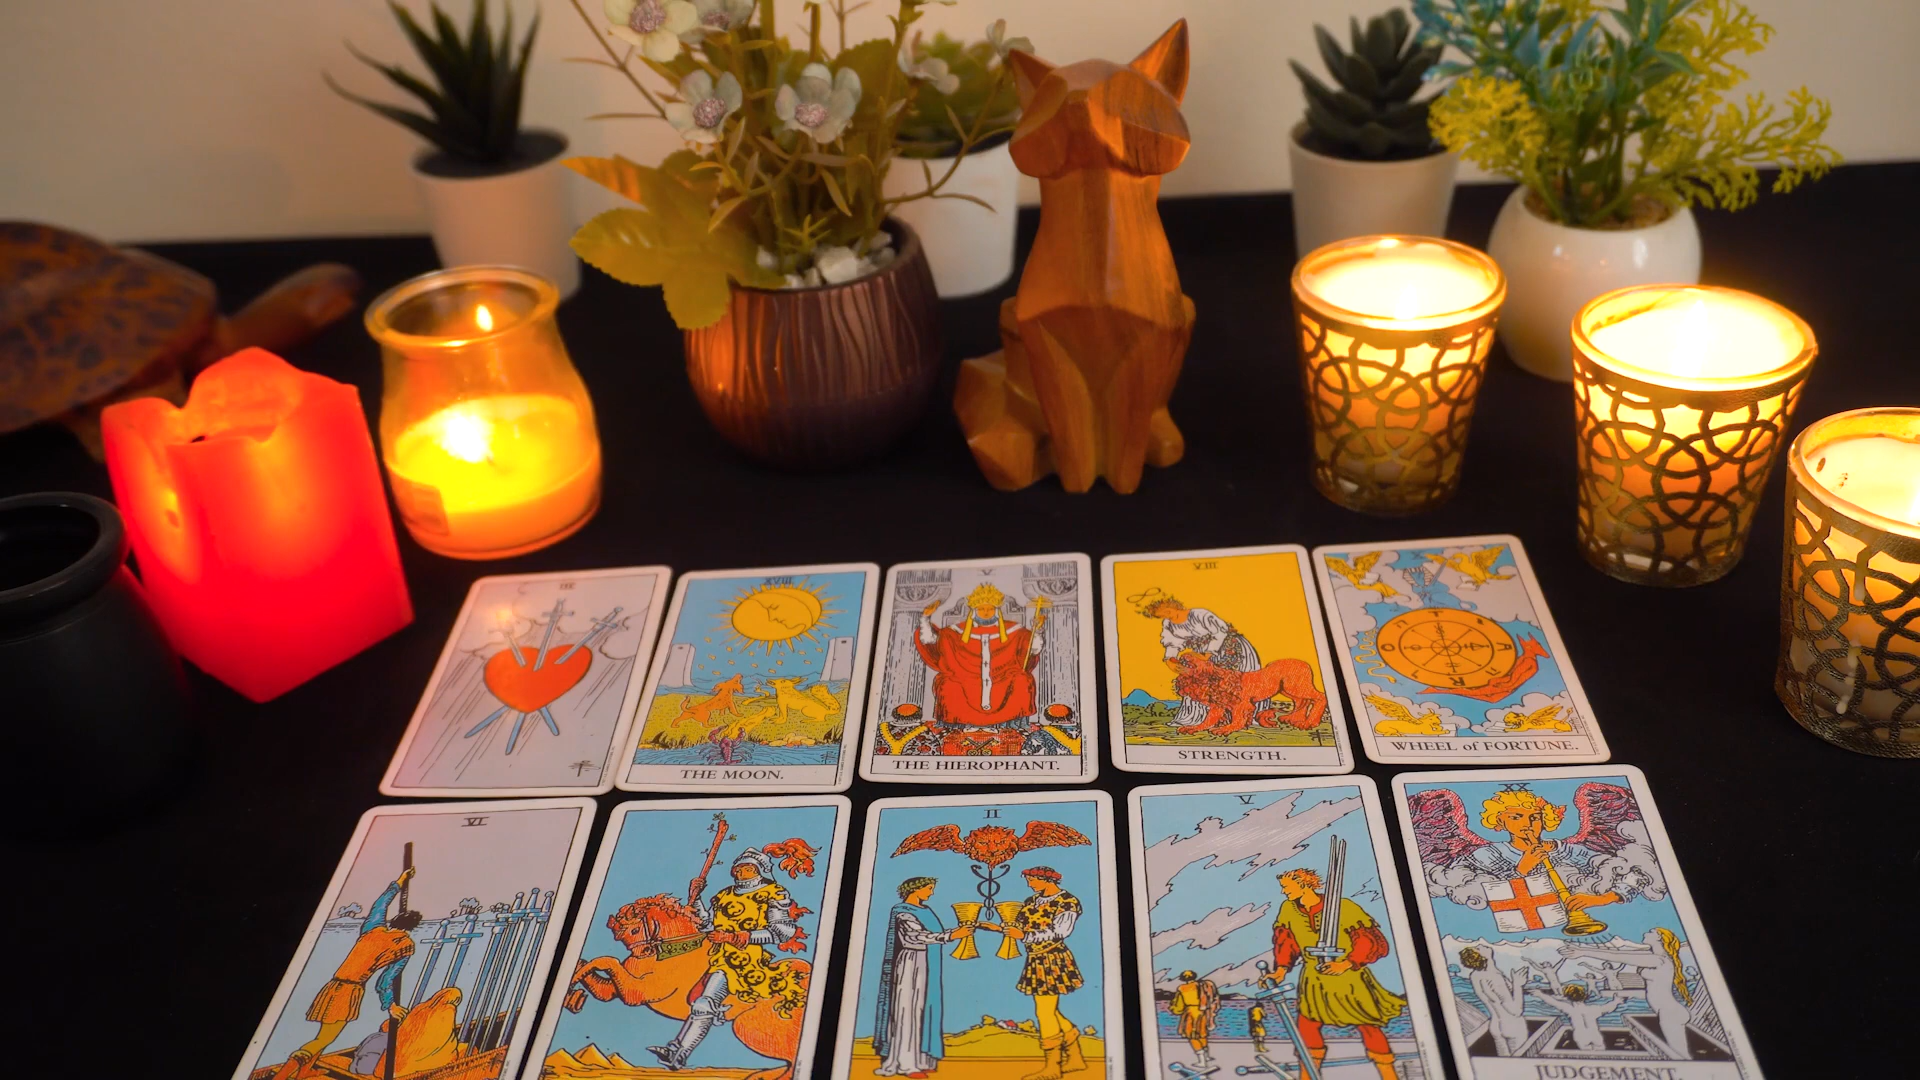 III
XVIII
THE MOON.
V
THE HIEROPHANT.
VIII
STRENGTH.
WHEEL of FORTUNE.
VI
II
V
XX
JUDGEMENT.